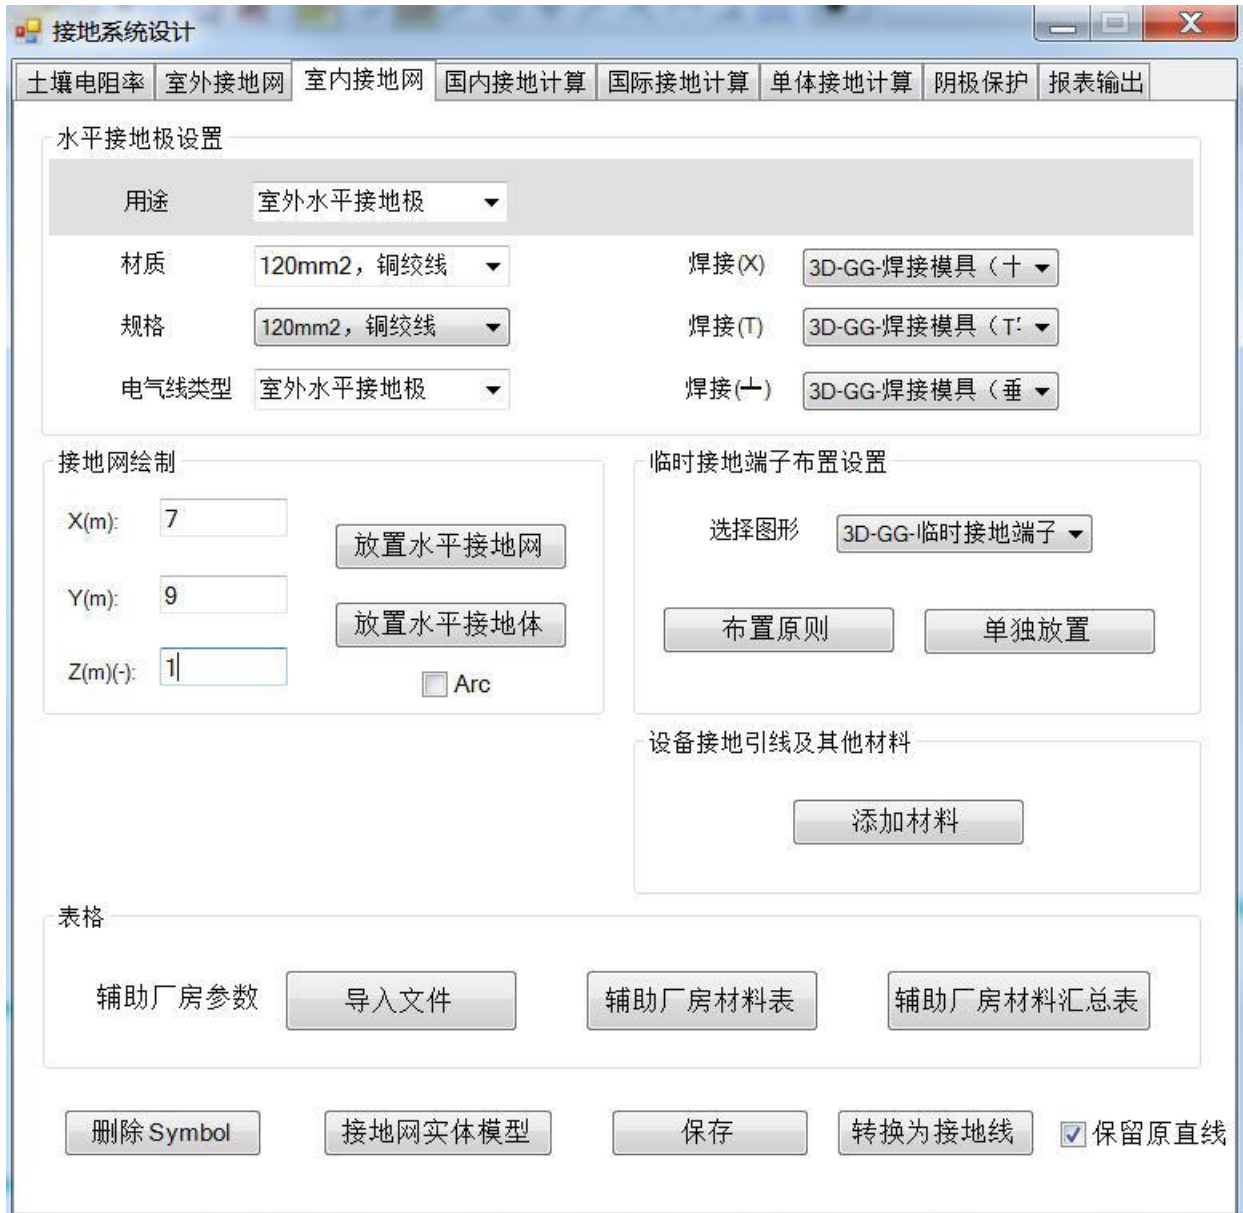 接地系统设计
土壤电阻率 室外接地网 室内接地网 国内接地计算 国际接地计算 单体接地计算 阴极保护 报表输出
水平接地极设置
用途 室外水平接地极
材质 120mm2，铜绞线 焊接(X) 3D-GG-焊接模具（十
规格 120mm2，铜绞线 焊接(T) 3D-GG-焊接模具（T
电气线类型 室外水平接地极 焊接(┻) 3D-GG-焊接模具（垂
接地网绘制 临时接地端子布置设置
X(m): 7 放置水平接地网 选择图形 3D-GG-临时接地端子
Y(m): 9 放置水平接地体 布置原则 单独放置
Z(m)(-): 1 Arc
设备接地引线及其他材料
添加材料
表格
辅助厂房参数 导入文件 辅助厂房材料表 辅助厂房材料汇总表
删除Symbol 接地网实体模型 保存 转换为接地线 保留原直线